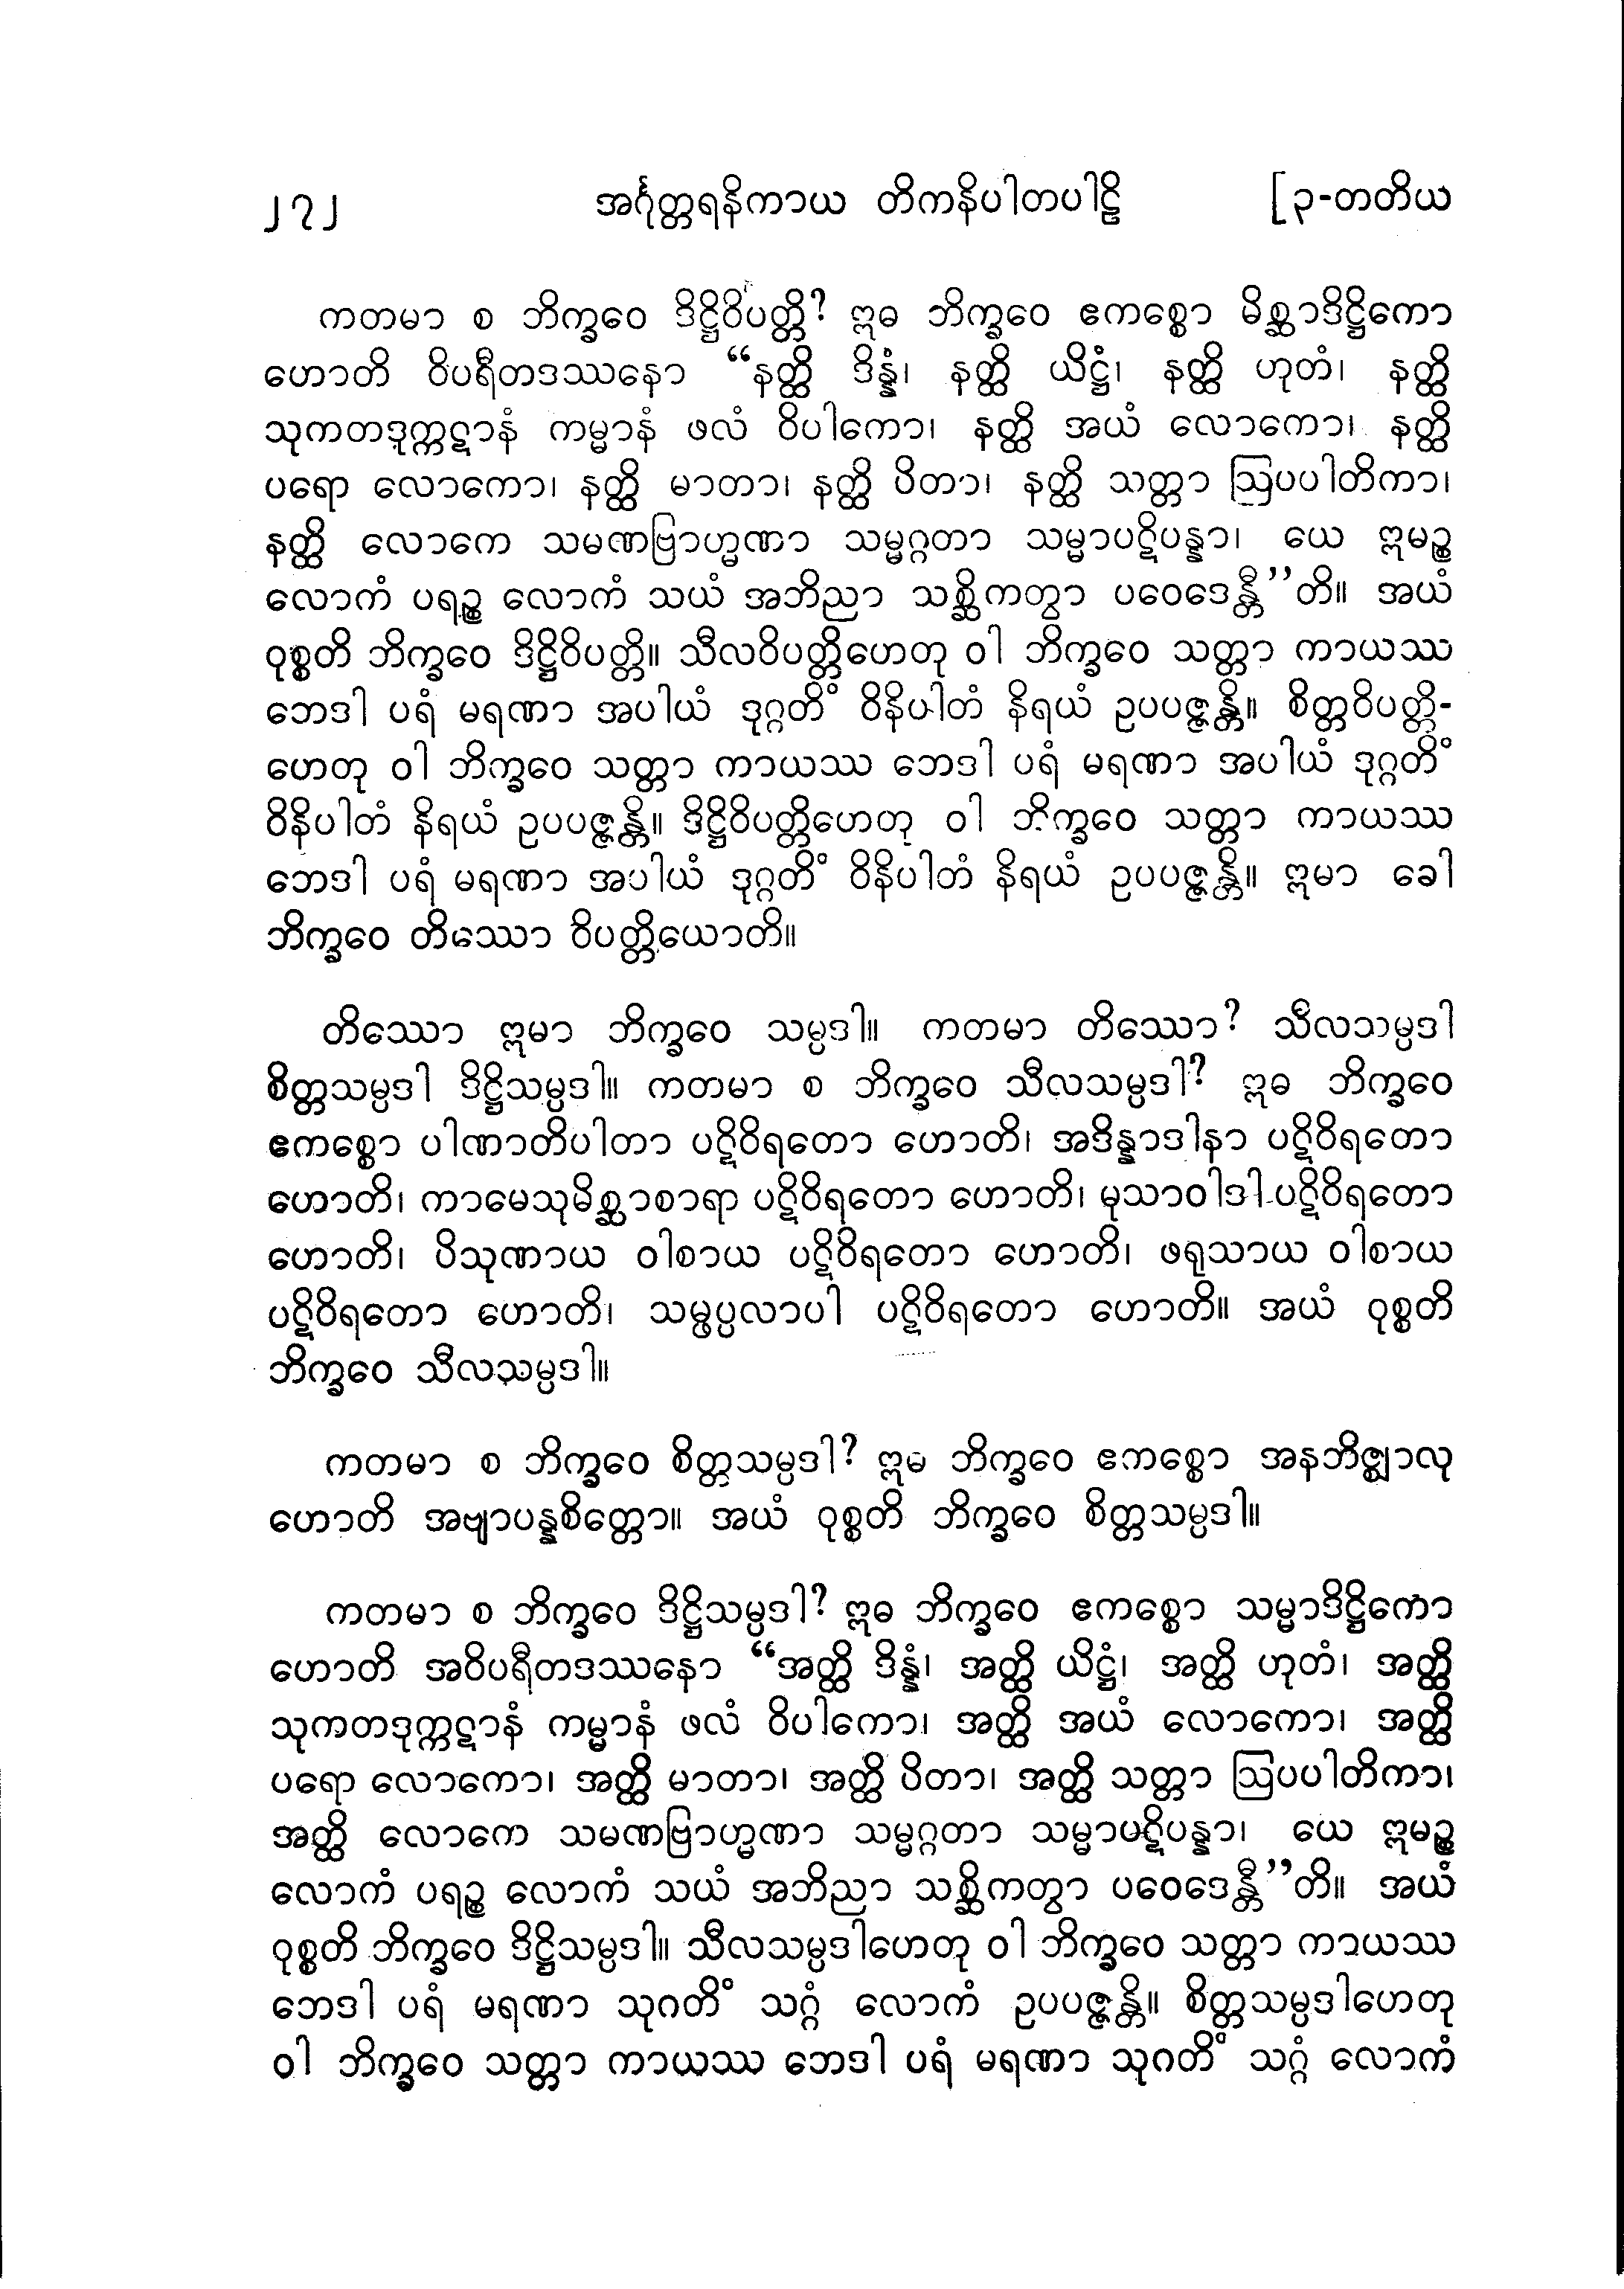 ၂၇၂ အင်္ဂုတ္တရနိကာယ တိကနိပါတပါဠိ [ ၃-တတိယ
ကတမာ စ ဘိက္ခဝေ ဒိဋ္ဌိဝိပတ္တိ? ဣဓ ဘိက္ခဝေ ဧကစ္စော မိစ္ဆာဒိဋ္ဌိကော
ဟောတိ ဝိပရီတဒဿနော “နတ္ထိ ဒိန္နံ၊ နတ္ထိ ယိဋ္ဌံ၊ နတ္ထိ ဟုတံ၊ နတ္ထိ
သုကတဒုက္ကဋာနံ ကမ္မာနံ ဖလံ ဝိပါကော၊ နတ္ထိ အယံ လောကော၊ နတ္ထိ
ပရော လောကော၊ နတ္ထိ မာတာ၊ နတ္ထိ ပိတာ၊ နတ္ထိ သတ္တာ ဩပပါတိကာ၊
နတ္ထိ လောကေ သမဏဗြာဟ္မဏာ သမ္မဂ္ဂတာ သမ္မာပဋိပန္နာ၊ ယေ ဣမဉ္စ
လောကံ ပရဉ္စ လောကံ သယံ အဘိညာ သစ္ဆိကတွာ ပဝေဒေန္တီ”တိ။ အယံ
ဝုစ္စတိ ဘိက္ခဝေ ဒိဋ္ဌိဝိပတ္တိ။ သီလဝိပတ္တိဟေတု ဝါ ဘိက္ခဝေ သတ္တာ ကာယဿ
ဘေဒါ ပရံ မရဏာ အပါယံ ဒုဂ္ဂတိံ ဝိနိပါတံ နိရယံ ဥပပဇ္ဇန္တိ။ စိတ္တဝိပတ္တိ-
ဟေတု ဝါ ဘိက္ခဝေ သတ္တာ ကာယဿ ဘေဒါ ပရံ မရဏာ အပါယံ ဒုဂ္ဂတိံ
ဝိနိပါတံ နိရယံ ဥပပဇ္ဇန္တိ။ ဒိဋ္ဌိဝိပတ္တိဟေတု ဝါ ဘိက္ခဝေ သတ္တာ ကာယဿ
ဘေဒါ ပရံ မရဏာ အပါယံ ဒုဂ္ဂတိံ ဝိနိပါတံ နိရယံ ဥပပဇ္ဇန္တိ။ ဣမာ ခေါ
ဘိက္ခဝေ တိဿော ဝိပတ္တိယောတိ။
တိဿော ဣမာ ဘိက္ခဝေ သမ္ပဒါ။ ကတမာ တိဿော? သီလသမ္ပဒါ
စိတ္တသမ္ပဒါ ဒိဋ္ဌိသမ္ပဒါ။ ကတမာ စ ဘိက္ခဝေ သီလသမ္ပဒါ? ဣဓ ဘိက္ခဝေ
ဧကစ္စော ပါဏာတိပါတာ ပဋိဝိရတော ဟောတိ၊ အဒိန္နာဒါနာ ပဋိဝိရတော
ဟောတိ၊ ကာမေသုမိစ္ဆာစာရာ ပဋိဝိရတော ဟောတိ၊ မုသာဝါဒါ ပဋိဝိရတော
ဟောတိ၊ ပိသုဏာယ ဝါစာယ ပဋိဝိရတော ဟောတိ၊ ဖရုသာယ ဝါစာယ
ပဋိဝိရတော ဟောတိ၊ သမ္ဖပ္ပလာပါ ပဋိဝိရတော ဟောတိ။ အယံ ဝုစ္စတိ
ဘိက္ခဝေ သီလသမ္ပဒါ။
ကတမာ စ ဘိက္ခဝေ စိတ္တသမ္ပဒါ? ဣဓ ဘိက္ခဝေ ဧကစ္စော အနဘိဇ္ဈာလု
ဟောတိ အဗျာပန္နစိတ္တော။ အယံ ဝုစ္စတိ ဘိက္ခဝေ စိတ္တသမ္ပဒါ။
ကတမာ စ ဘိက္ခဝေ ဒိဋ္ဌိသမ္ပဒါ? ဣဓ ဘိက္ခဝေ ဧကစ္စော သမ္မာဒိဋ္ဌိကော
ဟောတိ အဝိပရီတဒဿနော “အတ္ထိ ဒိန္နံ၊ အတ္ထိ ယိဋ္ဌံ၊ အတ္ထိ ဟုတံ၊ အတ္ထိ
သုကတဒုက္ကဋာနံ ကမ္မာနံ ဖလံ ဝိပါကော၊ အတ္ထိ အယံ လောကော၊ အတ္ထိ
ပရော လောကော၊ အတ္ထိ မာတာ၊ အတ္ထိ ပိတာ၊ အတ္ထိ သတ္တာ ဩပပါတိကာ၊
အတ္ထိ လောကေ သမဏဗြာဟ္မဏာ သမ္မဂ္ဂတာ သမ္မာပဋိပန္နာ၊ ယေ ဣမဉ္စ
လောကံ ပရဉ္စ လောကံ သယံ အဘိညာ သစ္ဆိကတွာ ပဝေဒေန္တီ”တိ။ အယံ
ဝုစ္စတိ ဘိက္ခဝေ ဒိဋ္ဌိသမ္ပဒါ။ သီလသမ္ပဒါဟေတု ဝါ ဘိက္ခဝေ သတ္တာ ကာယဿ
ဘေဒါ ပရံ မရဏာ သုဂတိံ သဂ္ဂံ လောကံ ဥပပဇ္ဇန္တိ။ စိတ္တသမ္ပဒါဟေတု
ဝါ ဘိက္ခဝေ သတ္တာ ကာယဿ ဘေဒါ ပရံ မရဏာ သုဂတိံ သဂ္ဂံ လောကံ